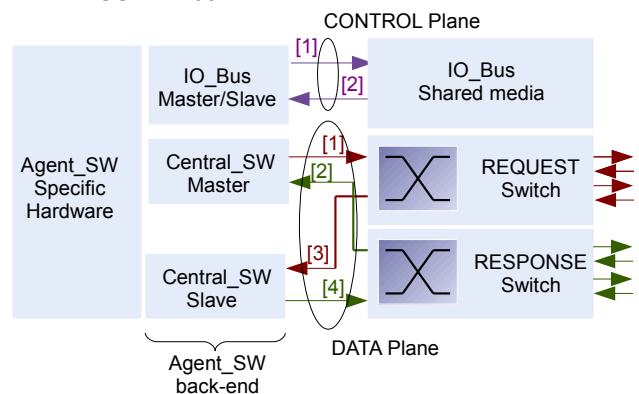 CONTROL Plane
[1]
[2]
IO_Bus
Master/Slave
IO_Bus
Shared media
Agent_SW
Specific
Hardware
Central_SW
Master
[1]
[2]
REQUEST
Switch
[3]
Central_SW
Slave
[4]
RESPONSE
Switch
DATA Plane
Agent_SW
back-end